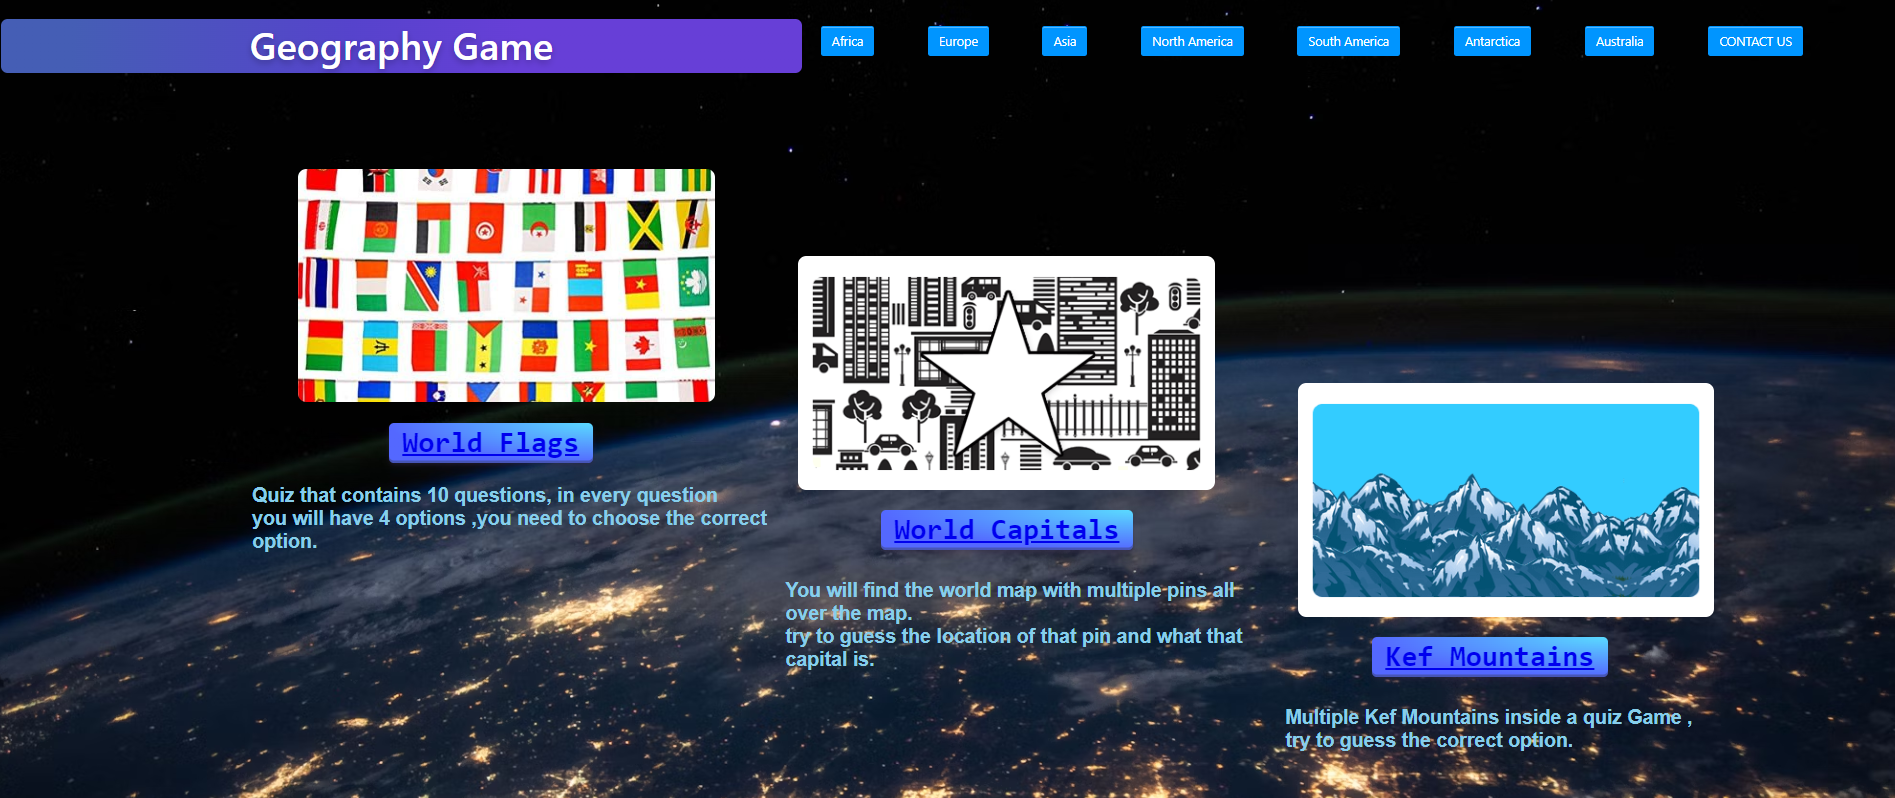 Geography Game
Africa
Europe
Asia
North America
South America
Antarctica
Australia
CONTACT US
World Flags
Quiz that contains 10 questions, in every question
you will have 4 options ,you need to choose the correct
option.
World Capitals
You will find the world map with multiple pins all
over the map.
try to guess the location of that pin and what that
capital is.
Kef Mountains
Multiple Kef Mountains inside a quiz Game ,
try to guess the correct option.